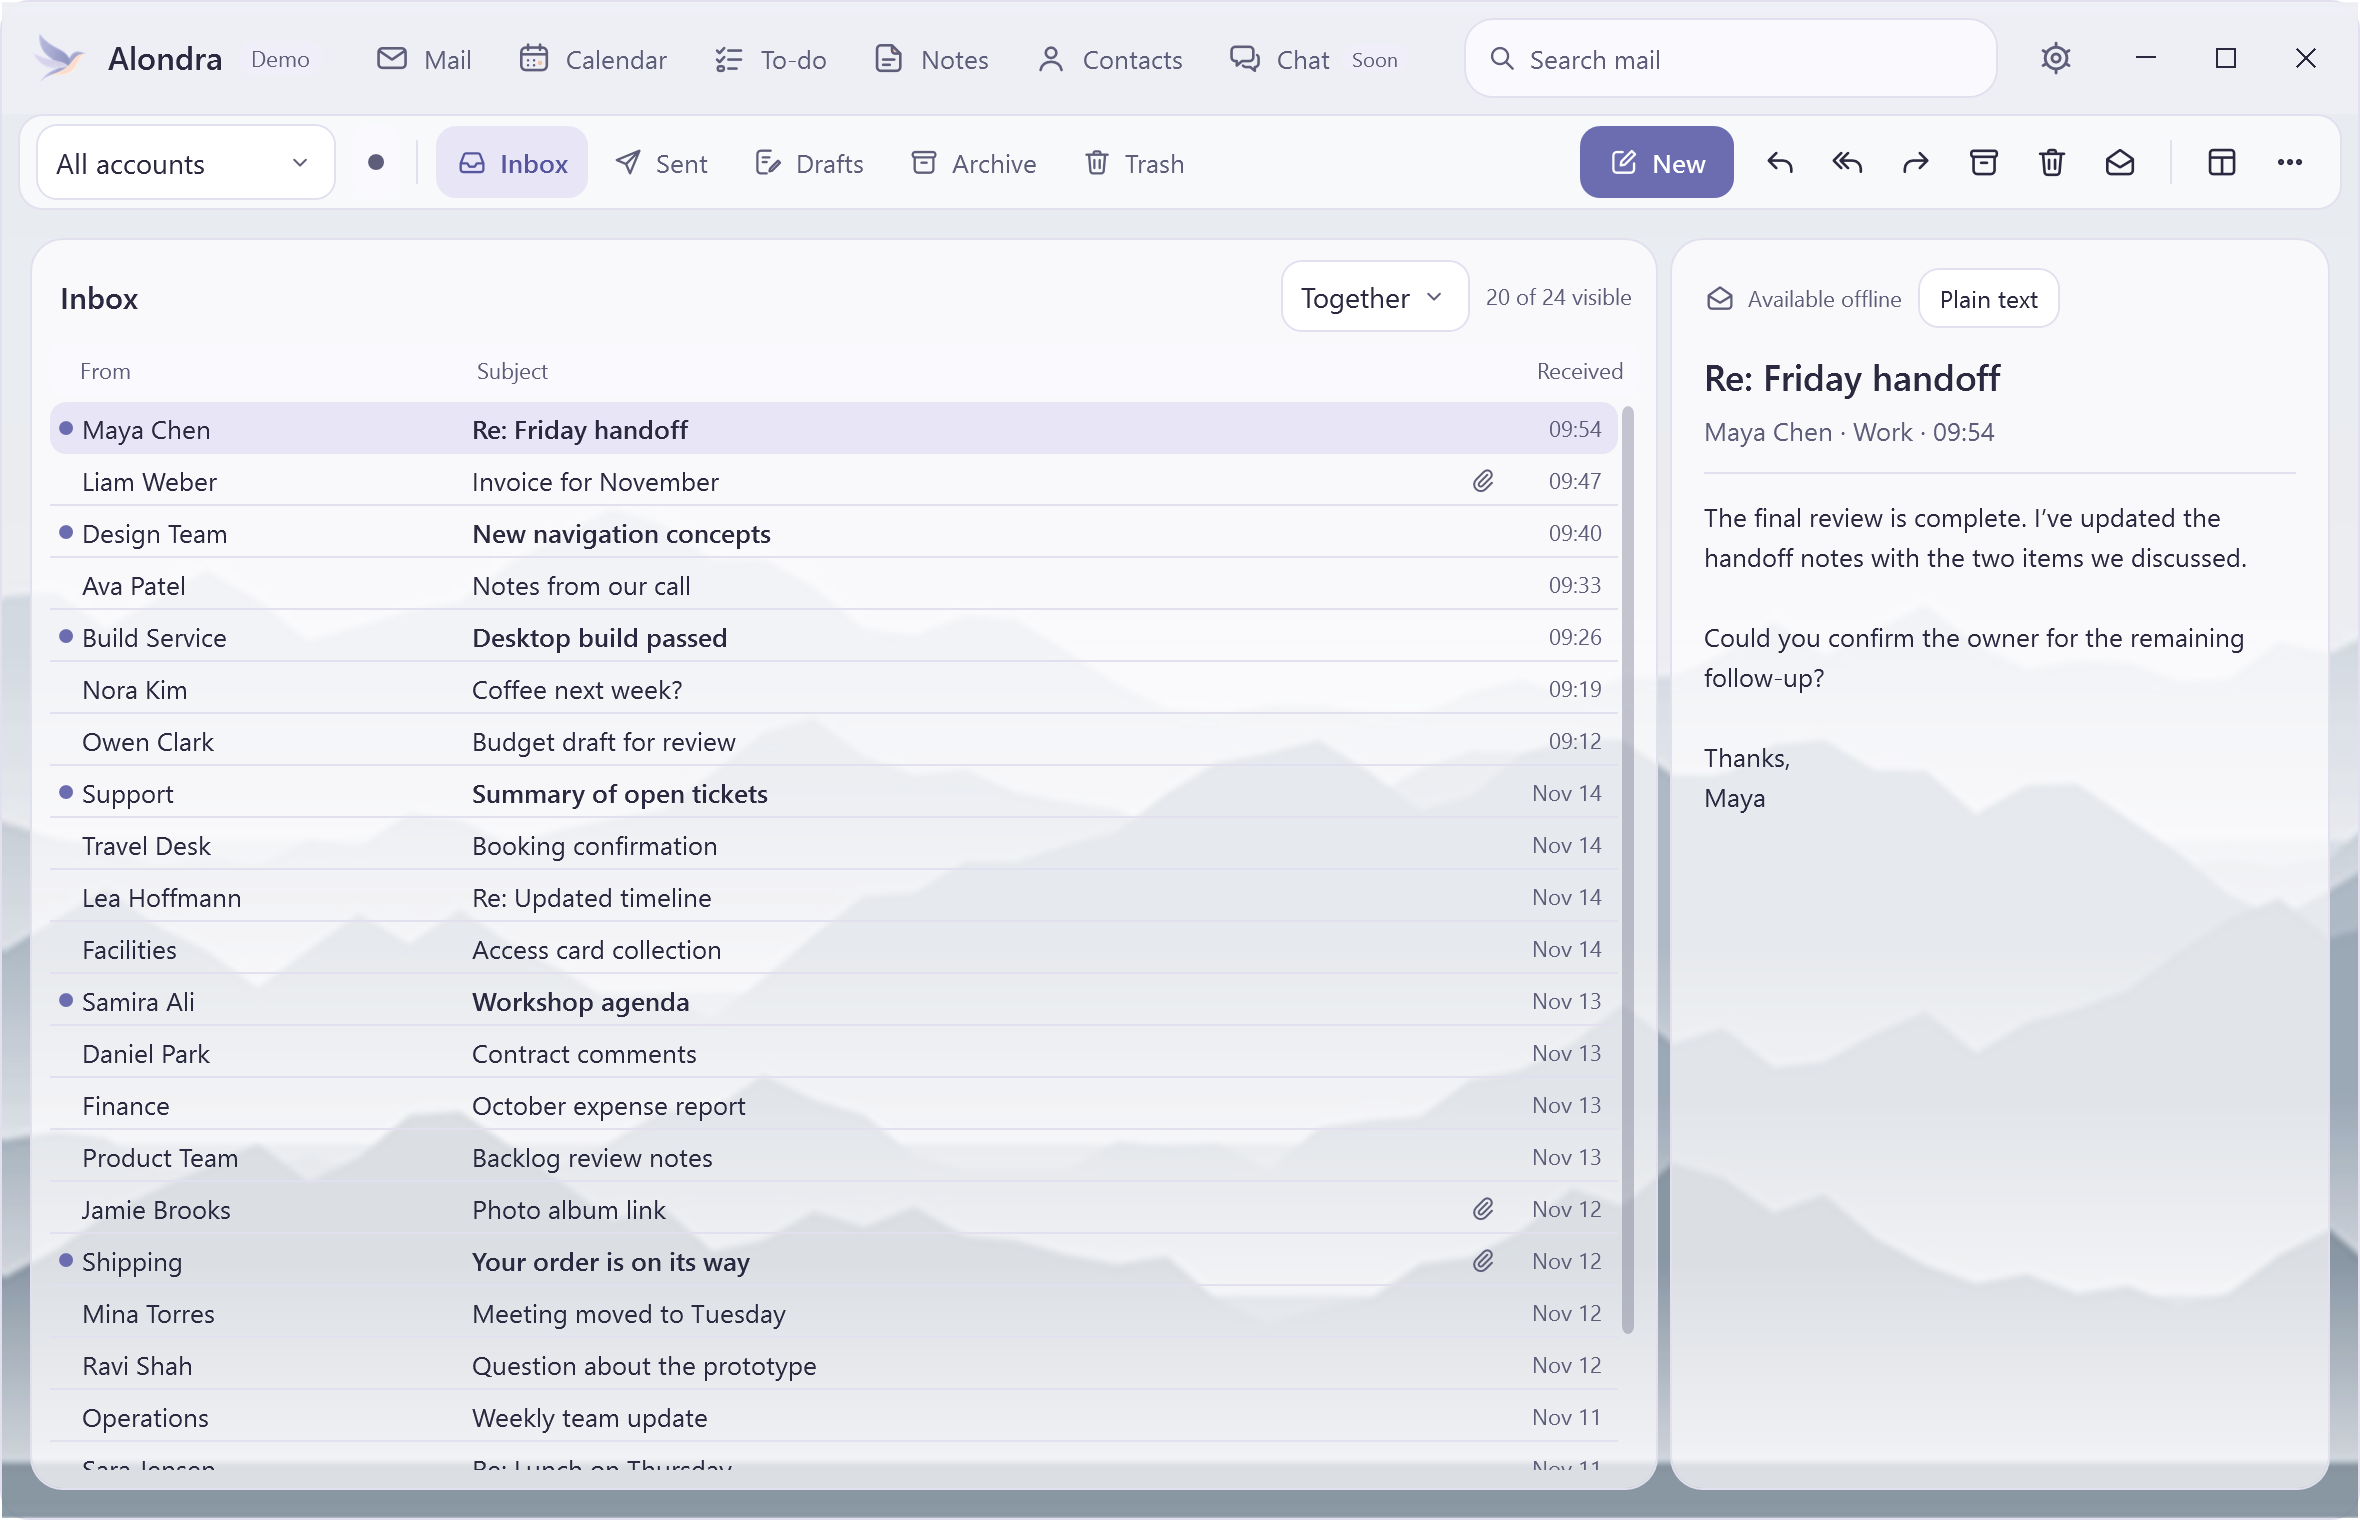 Alondra Demo Mail Calendar To-do Notes Contacts Chat Soon Search mail
All accounts Inbox Sent Drafts Archive Trash New
Inbox Together 20 of 24 visible
From Subject Received
Maya Chen Re: Friday handoff 09:54
Liam Weber Invoice for November 09:47
Design Team New navigation concepts 09:40
Ava Patel Notes from our call 09:33
Build Service Desktop build passed 09:26
Nora Kim Coffee next week? 09:19
Owen Clark Budget draft for review 09:12
Support Summary of open tickets Nov 14
Travel Desk Booking confirmation Nov 14
Lea Hoffmann Re: Updated timeline Nov 14
Facilities Access card collection Nov 14
Samira Ali Workshop agenda Nov 13
Daniel Park Contract comments Nov 13
Finance October expense report Nov 13
Product Team Backlog review notes Nov 13
Jamie Brooks Photo album link Nov 12
Shipping Your order is on its way Nov 12
Mina Torres Meeting moved to Tuesday Nov 12
Ravi Shah Question about the prototype Nov 12
Operations Weekly team update Nov 11
Sara Jensen Re: Lunch on Thursday Nov 11
Available offline Plain text
Re: Friday handoff
Maya Chen · Work · 09:54
The final review is complete. I’ve updated the
handoff notes with the two items we discussed.
Could you confirm the owner for the remaining
follow-up?
Thanks,
Maya